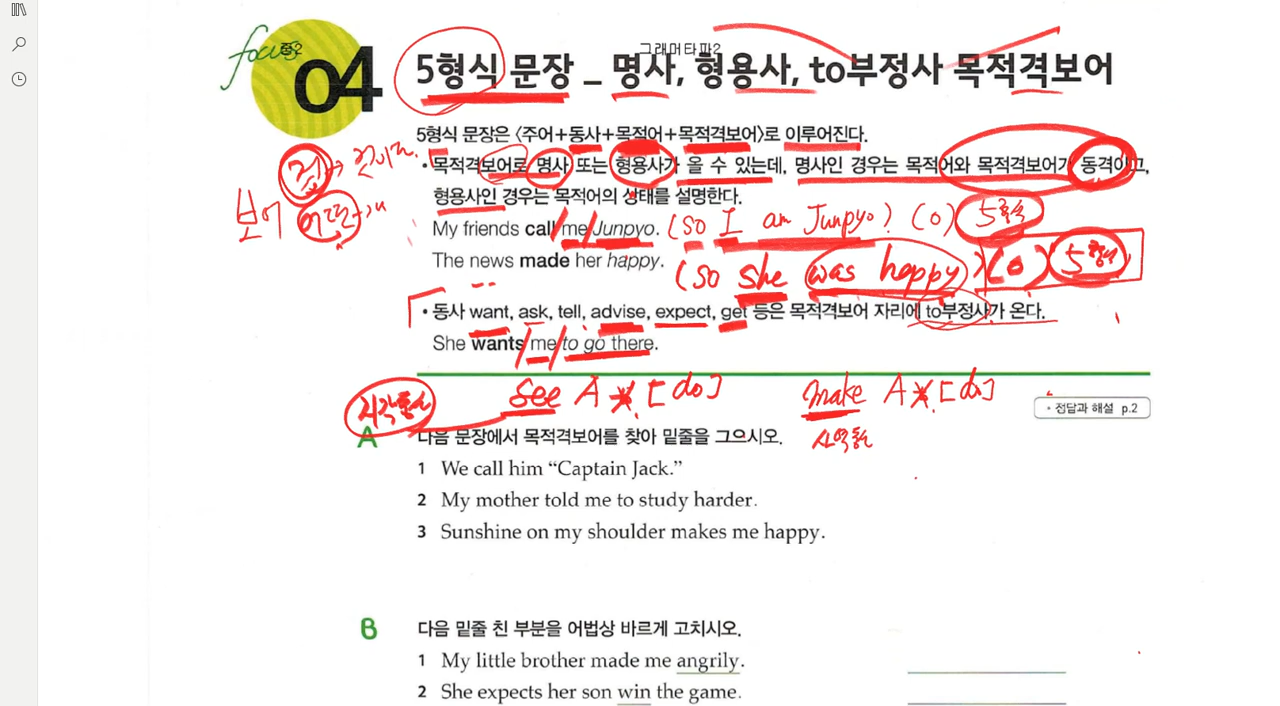 focus
중2
그래머 타파2
04 5형식 문장 _ 명사, 형용사, to부정사 목적격보어
5형식 문장은 〈주어+동사+목적어+목적격보어〉로 이루어진다.
• 목적격보어로 명사 또는 형용사가 올 수 있는데, 명사인 경우는 목적어와 목적격보어가 동격이고,
형용사인 경우는 목적어의 상태를 설명한다.
보어
My friends call me Junpyo. (so I am Junpyo) (O) 5형식
The news made her happy. (so she was happy) (O) 5형식
• 동사 want, ask, tell, advise, expect, get 등은 목적격보어 자리에 to부정사가 온다.
She wants me to go there.
지각동사 see A [do] make A [do]
사역동사
• 정답과 해설 p.2
A 다음 문장에서 목적격보어를 찾아 밑줄을 그으시오.
1 We call him “Captain Jack.”
2 My mother told me to study harder.
3 Sunshine on my shoulder makes me happy.
B 다음 밑줄 친 부분을 어법상 바르게 고치시오.
1 My little brother made me angrily.
2 She expects her son win the game.